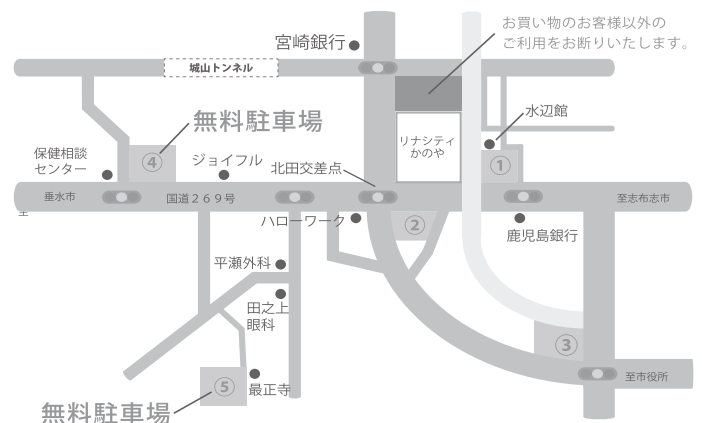 お買い物のお客様以外の
ご利用をお断りいたします。
宮崎銀行
城山トンネル
無料駐車場
水辺館
リナシティ
かのや
保健相談
センター
④
ジョイフル
北田交差点
①
垂水市
国道269号
至志布志市
至
ハローワーク
②
鹿児島銀行
平瀬外科
田之上
眼科
③
至市役所
⑤
最正寺
無料駐車場